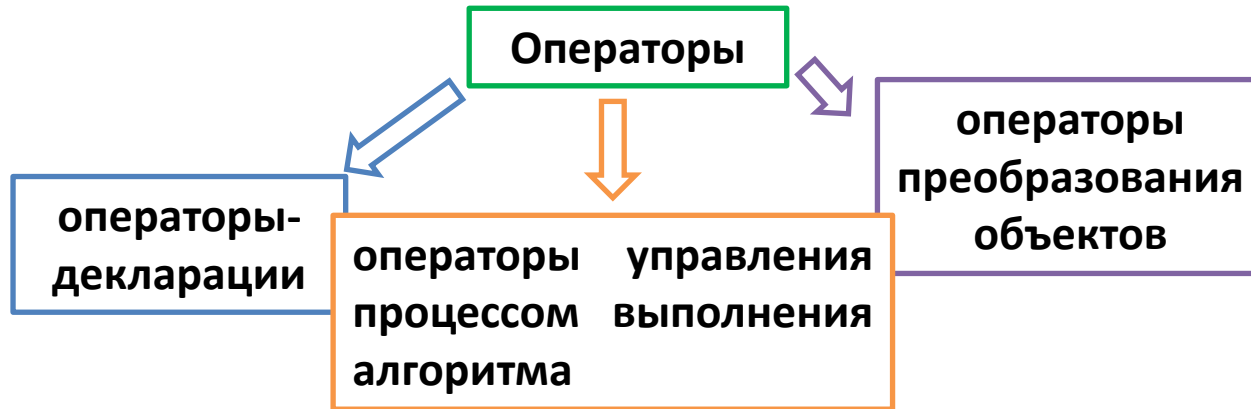 Операторы
операторы-
декларации
операторы управления
процессом выполнения
алгоритма
операторы
преобразования
объектов